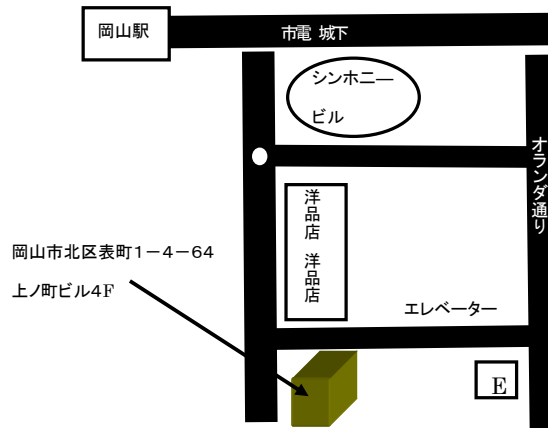 岡山駅
市電 城下
シンホニ―
ビル
オランダ通り
洋品店 洋品店
岡山市北区表町1-4-64
上ノ町ビル4F
エレベーター
E